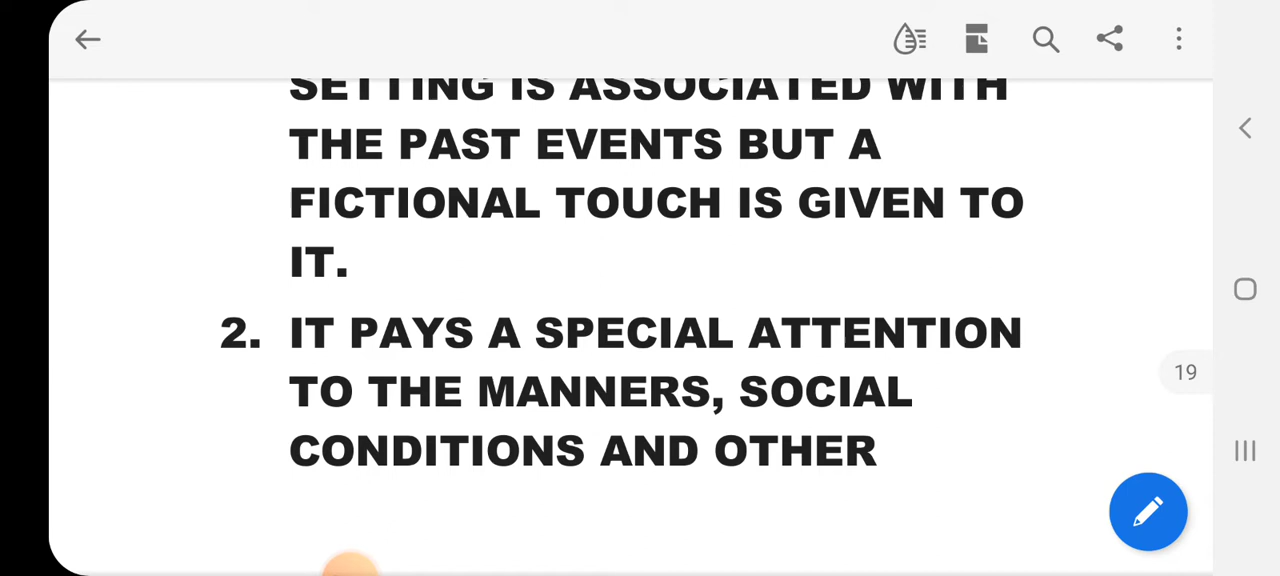 SETTING IS ASSOCIATED WITH
THE PAST EVENTS BUT A
FICTIONAL TOUCH IS GIVEN TO
IT.
2. IT PAYS A SPECIAL ATTENTION
TO THE MANNERS, SOCIAL
19
CONDITIONS AND OTHER